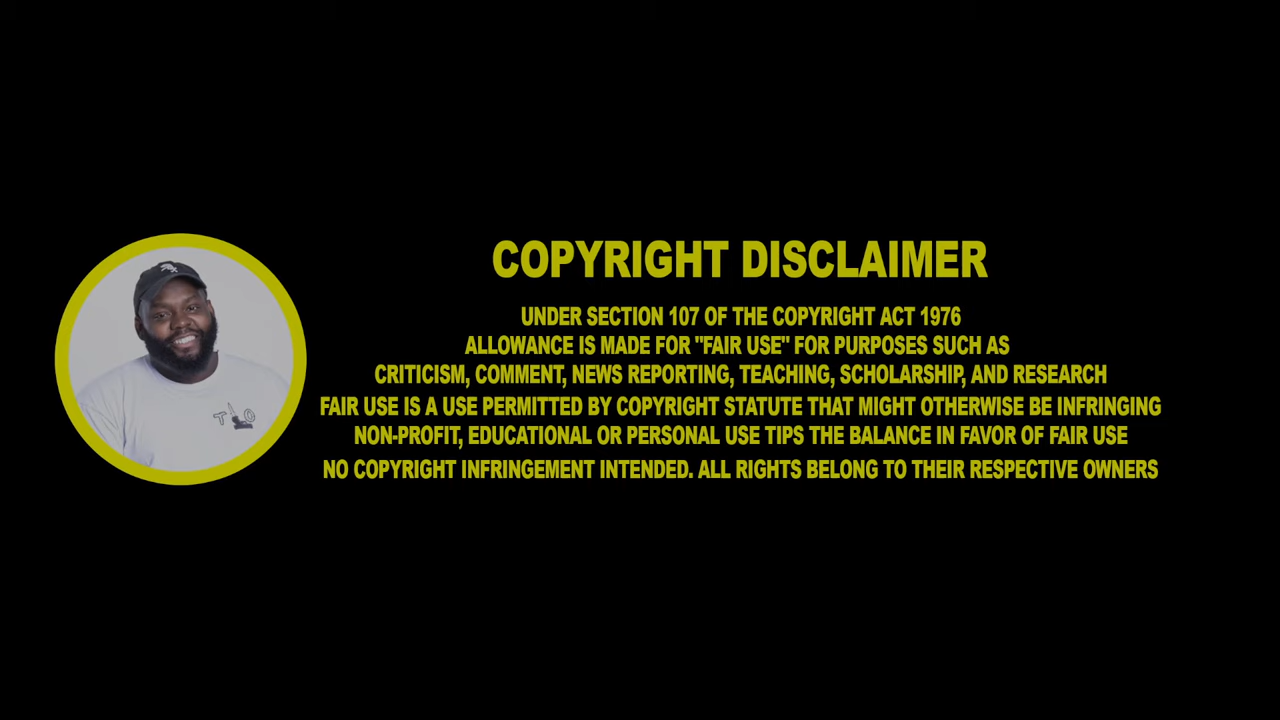 COPYRIGHT DISCLAIMER
UNDER SECTION 107 OF THE COPYRIGHT ACT 1976
ALLOWANCE IS MADE FOR "FAIR USE" FOR PURPOSES SUCH AS
CRITICISM, COMMENT, NEWS REPORTING, TEACHING, SCHOLARSHIP, AND RESEARCH
FAIR USE IS A USE PERMITTED BY COPYRIGHT STATUTE THAT MIGHT OTHERWISE BE INFRINGING
NON-PROFIT, EDUCATIONAL OR PERSONAL USE TIPS THE BALANCE IN FAVOR OF FAIR USE
NO COPYRIGHT INFRINGEMENT INTENDED. ALL RIGHTS BELONG TO THEIR RESPECTIVE OWNERS